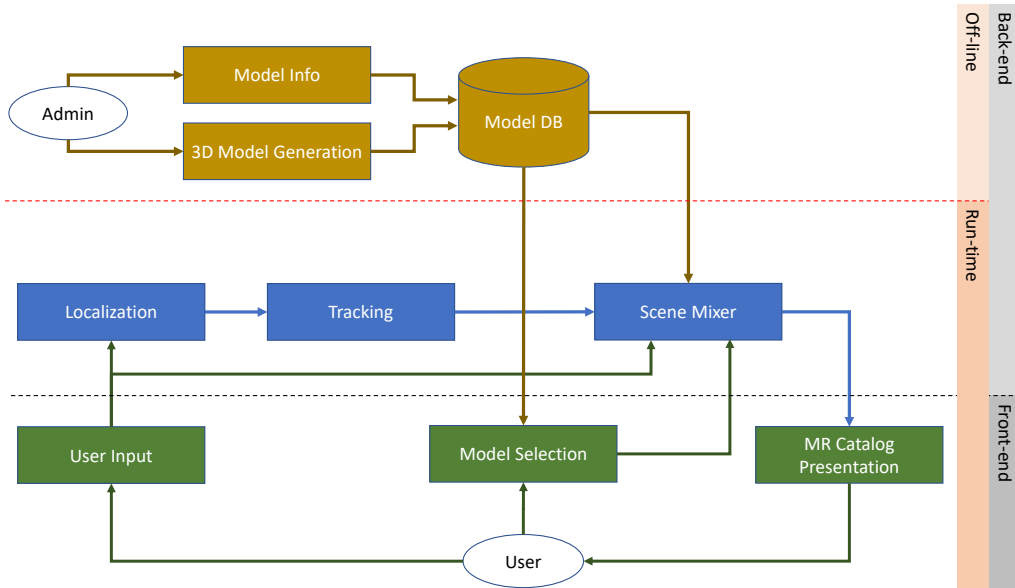 Model Info
Admin
3D Model Generation
Model DB
Off-line
Back-end
Run-time
Localization
Tracking
Scene Mixer
User Input
Model Selection
MR Catalog
Presentation
Front-end
User